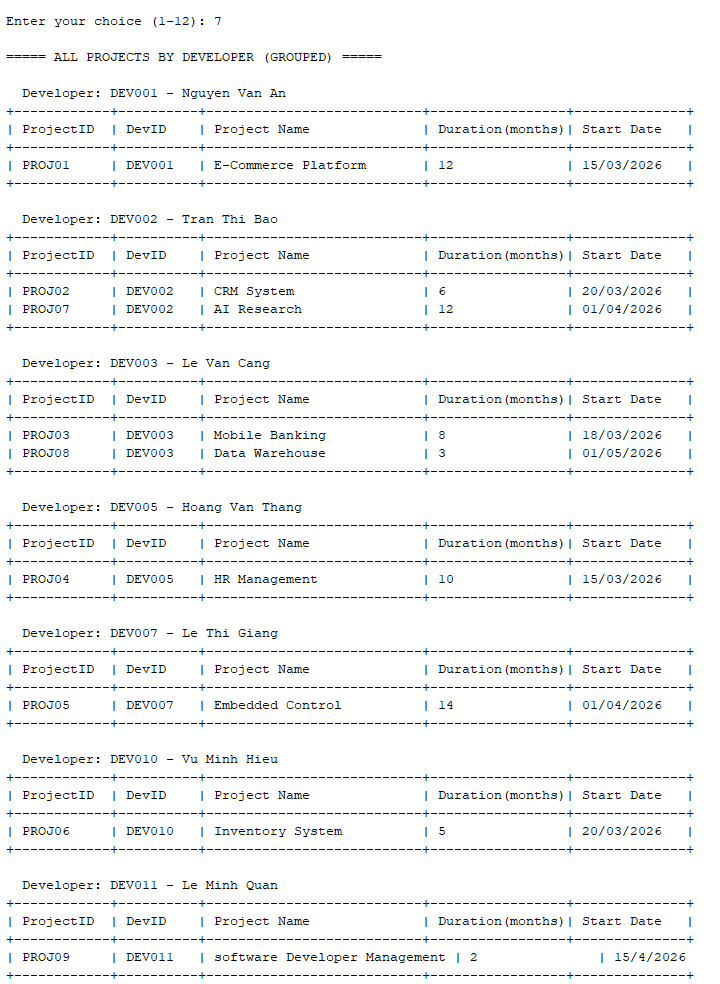 Enter your choice (1-12): 7
===== ALL PROJECTS BY DEVELOPER (GROUPED) =====
Developer: DEV001 - Nguyen Van An
+------------+----------+---------------------------+-----------------+--------------+
| ProjectID  | DevID    | Project Name              | Duration(months)| Start Date   |
+------------+----------+---------------------------+-----------------+--------------+
| PROJ01     | DEV001   | E-Commerce Platform       | 12              | 15/03/2026   |
+------------+----------+---------------------------+-----------------+--------------+
Developer: DEV002 - Tran Thi Bao
+------------+----------+---------------------------+-----------------+--------------+
| ProjectID  | DevID    | Project Name              | Duration(months)| Start Date   |
+------------+----------+---------------------------+-----------------+--------------+
| PROJ02     | DEV002   | CRM System                | 6               | 20/03/2026   |
| PROJ07     | DEV002   | AI Research               | 12              | 01/04/2026   |
+------------+----------+---------------------------+-----------------+--------------+
Developer: DEV003 - Le Van Cang
+------------+----------+---------------------------+-----------------+--------------+
| ProjectID  | DevID    | Project Name              | Duration(months)| Start Date   |
+------------+----------+---------------------------+-----------------+--------------+
| PROJ03     | DEV003   | Mobile Banking            | 8               | 18/03/2026   |
| PROJ08     | DEV003   | Data Warehouse            | 3               | 01/05/2026   |
+------------+----------+---------------------------+-----------------+--------------+
Developer: DEV005 - Hoang Van Thang
+------------+----------+---------------------------+-----------------+--------------+
| ProjectID  | DevID    | Project Name              | Duration(months)| Start Date   |
+------------+----------+---------------------------+-----------------+--------------+
| PROJ04     | DEV005   | HR Management             | 10              | 15/03/2026   |
+------------+----------+---------------------------+-----------------+--------------+
Developer: DEV007 - Le Thi Giang
+------------+----------+---------------------------+-----------------+--------------+
| ProjectID  | DevID    | Project Name              | Duration(months)| Start Date   |
+------------+----------+---------------------------+-----------------+--------------+
| PROJ05     | DEV007   | Embedded Control          | 14              | 01/04/2026   |
+------------+----------+---------------------------+-----------------+--------------+
Developer: DEV010 - Vu Minh Hieu
+------------+----------+---------------------------+-----------------+--------------+
| ProjectID  | DevID    | Project Name              | Duration(months)| Start Date   |
+------------+----------+---------------------------+-----------------+--------------+
| PROJ06     | DEV010   | Inventory System          | 5               | 20/03/2026   |
+------------+----------+---------------------------+-----------------+--------------+
Developer: DEV011 - Le Minh Quan
+------------+----------+---------------------------+-----------------+--------------+
| ProjectID  | DevID    | Project Name              | Duration(months)| Start Date   |
+------------+----------+---------------------------+-----------------+--------------+
| PROJ09     | DEV011   | software Developer Management | 2               | 15/4/2026
+------------+----------+---------------------------+-----------------+--------------+